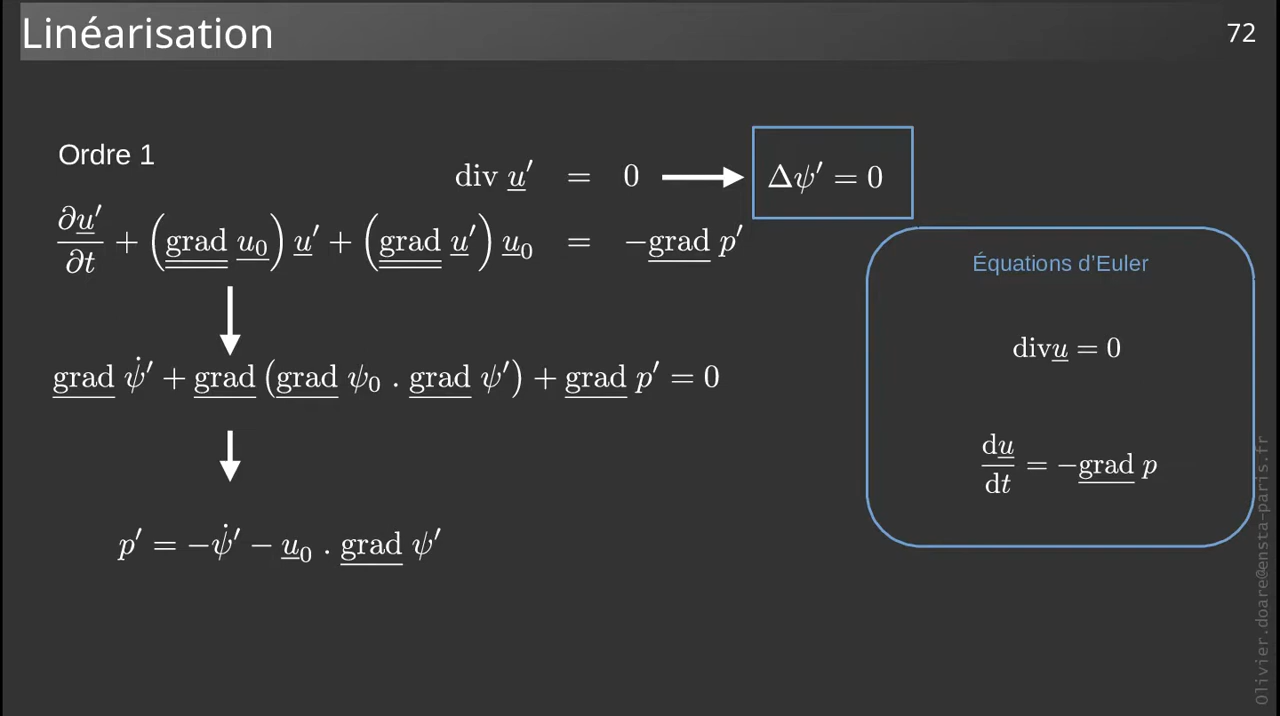 Linéarisation
72
Ordre 1
div u′ = 0 ⟶ Δψ′ = 0
∂u′/∂t + (grad u₀) u′ + (grad u′) u₀ = −grad p′
Équations d'Euler
divu = 0
grad ψ̇′ + grad (grad ψ₀ . grad ψ′) + grad p′ = 0
du/dt = −grad p
p′ = −ψ̇′ − u₀ . grad ψ′
Olivier.doare@ensta-paris.fr